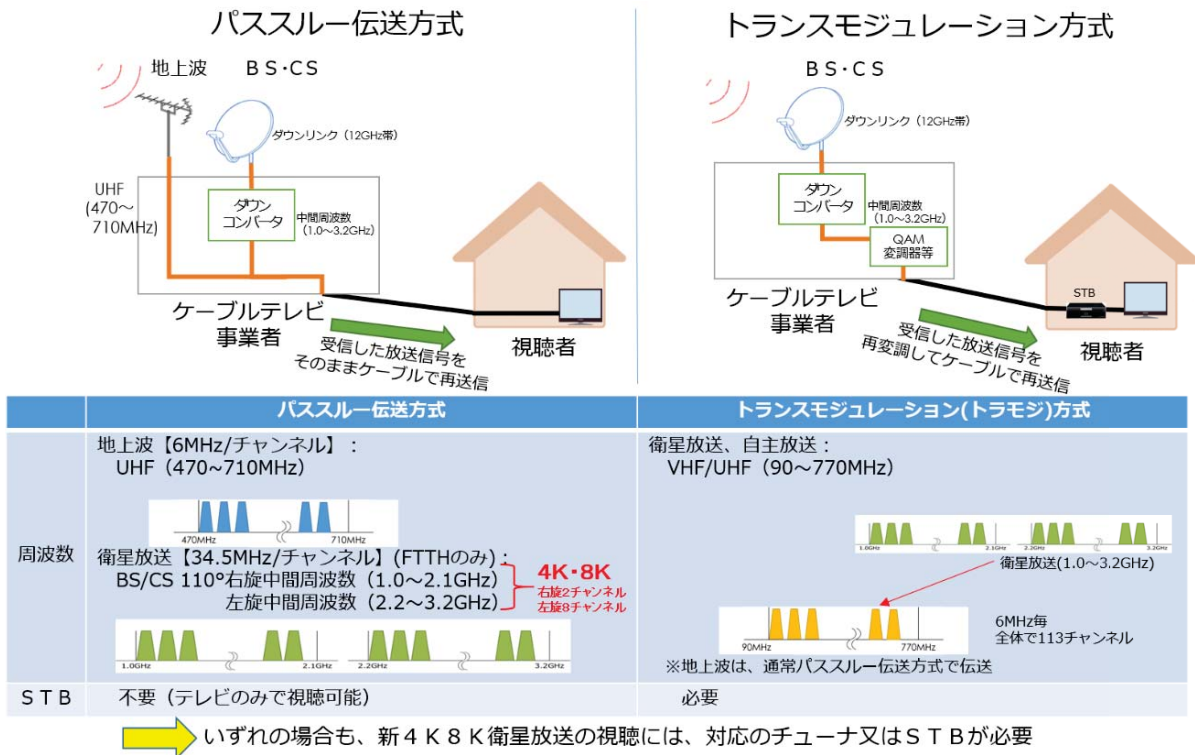 パススルー伝送方式
地上波
ＢＳ･ＣＳ
ダウンリンク（12GHz帯）
UHF
(470～
710MHz)
ダウン
コンバータ
中間周波数
（1.0～3.2GHz）
ケーブルテレビ
事業者
受信した放送信号を
そのままケーブルで再送信
視聴者
トランスモジュレーション方式
ＢＳ･ＣＳ
ダウンリンク（12GHz帯）
ダウン
コンバータ
中間周波数
（1.0～3.2GHz）
QAM
変調器等
STB
ケーブルテレビ
事業者
受信した放送信号を
再変調してケーブルで再送信
視聴者
パススルー伝送方式
トランスモジュレーション(トラモジ)方式
周波数
地上波【6MHz/チャンネル】：
UHF（470~710MHz）
470MHz
710MHz
衛星放送【34.5MHz/チャンネル】(FTTHのみ)：
BS/CS 110°右旋中間周波数（1.0～2.1GHz）
左旋中間周波数（2.2～3.2GHz）
4K・8K
右旋2チャンネル
左旋8チャンネル
1.0GHz
2.1GHz
2.2GHz
3.2GHz
衛星放送、自主放送：
VHF/UHF（90～770MHz）
1.0GHz
2.1GHz
2.2GHz
3.2GHz
衛星放送(1.0～3.2GHz)
90MHz
770MHz
6MHz毎
全体で113チャンネル
※地上波は、通常パススルー伝送方式で伝送
ＳＴＢ
不要（テレビのみで視聴可能）
必要
いずれの場合も、新４Ｋ８Ｋ衛星放送の視聴には、対応のチューナ又はＳＴＢが必要